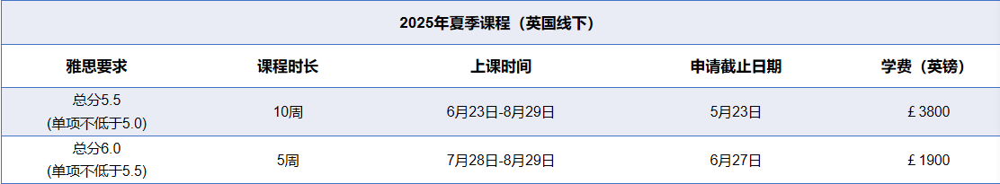 2025年夏季课程（英国线下）
雅思要求 课程时长 上课时间 申请截止日期 学费（英镑）
总分5.5
(单项不低于5.0)
10周 6月23日-8月29日 5月23日 ￡3800
总分6.0
(单项不低于5.5)
5周 7月28日-8月29日 6月27日 ￡1900